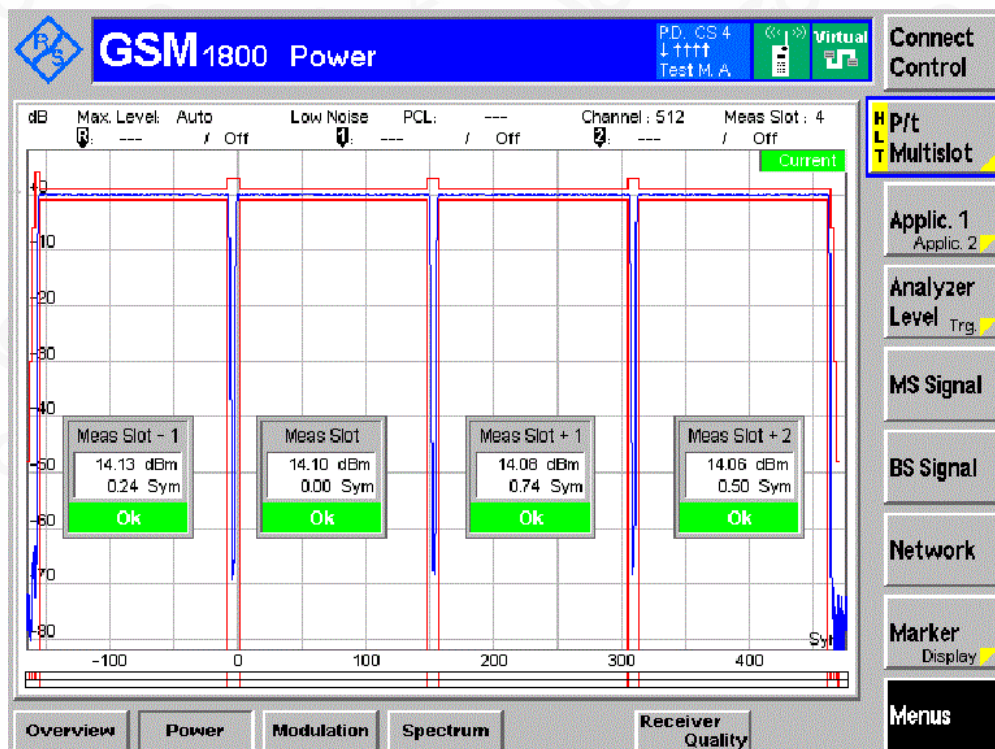 R/S
GSM 1800 Power
P.D. CS 4
↓ ↑↑↑↑
Test M. A
Virtual
Connect Control
dB Max. Level: Auto Low Noise PCL: --- Channel : 512 Meas Slot : 4
R: --- / Off 1: --- / Off 2: --- / Off
Current
HLT
P/t Multislot
Applic. 1
Applic. 2
Analyzer
Level Trg.
MS Signal
BS Signal
Network
Marker
Display
Menus
+0
-10
-20
-30
-40
-50
-60
-70
-80
Meas Slot - 1
14.13 dBm
0.24 Sym
Ok
Meas Slot
14.10 dBm
0.00 Sym
Ok
Meas Slot + 1
14.08 dBm
0.74 Sym
Ok
Meas Slot + 2
14.06 dBm
0.50 Sym
Ok
-100 0 100 200 300 400
Overview Power Modulation Spectrum Receiver Quality